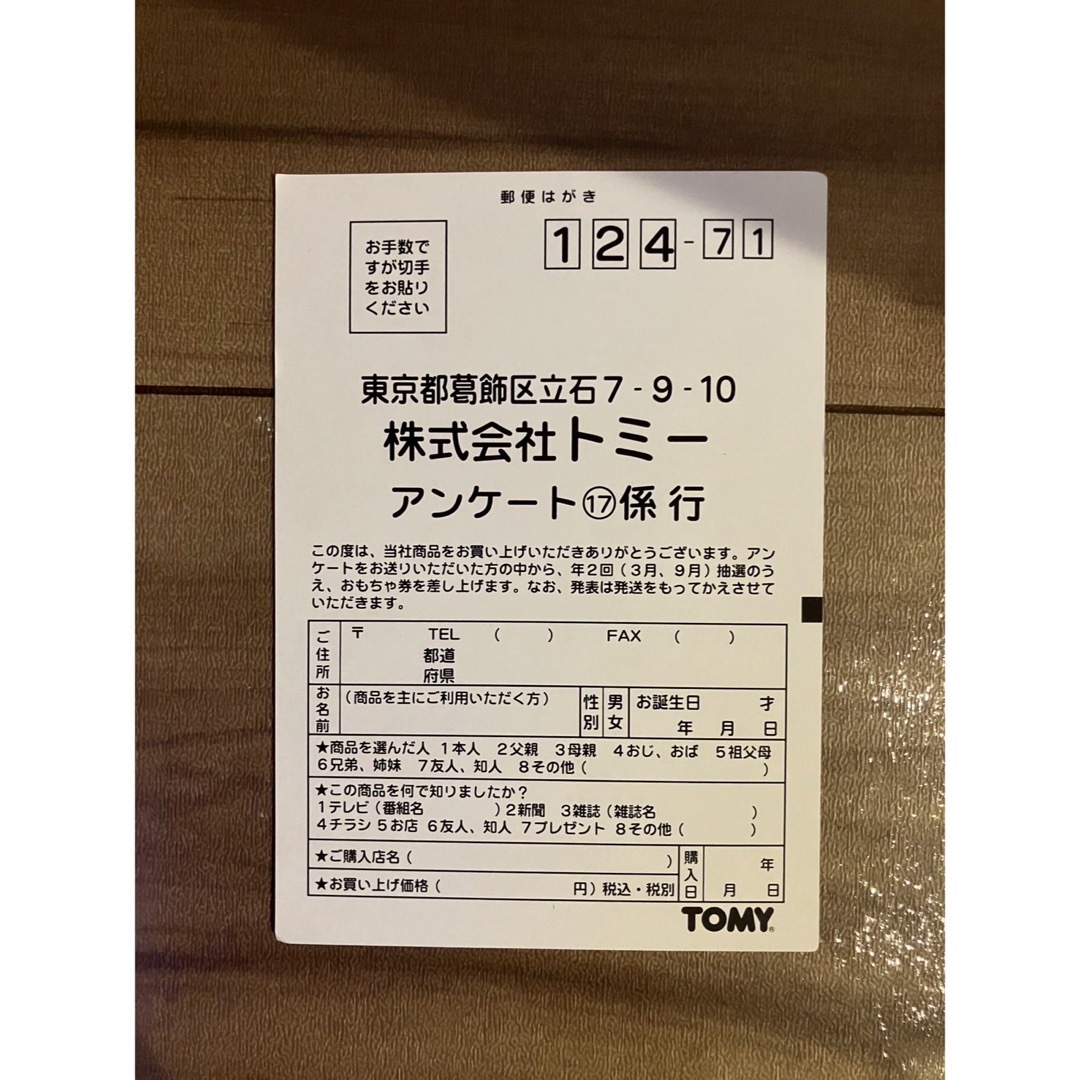 郵便はがき
お手数で
すが切手
をお貼り
ください
124-71
東京都葛飾区立石7-9-10
株式会社トミー
アンケート⑰係 行
この度は、当社商品をお買い上げいただきありがとうございます。アン
ケートをお送りいただいた方の中から、年2回(3月、9月)抽選のう
え、おもちゃ券を差し上げます。なお、発表は発送をもってかえさせて
いただきます。
ご住所
〒 TEL ( ) FAX ( )
都道
府県
お名前
(商品を主にご利用いただく方)
性別
男
女
お誕生日 才
年 月 日
★商品を選んだ人 1本人 2父親 3母親 4おじ、おば 5祖父母
6兄弟、姉妹 7友人、知人 8その他( )
★この商品を何で知りましたか?
1テレビ(番組名 )2新聞 3雑誌(雑誌名 )
4チラシ 5お店 6友人、知人 7プレゼント 8その他( )
★ご購入店名( )
★お買い上げ価格( 円)税込・税別
購入日
年
月 日
TOMY®